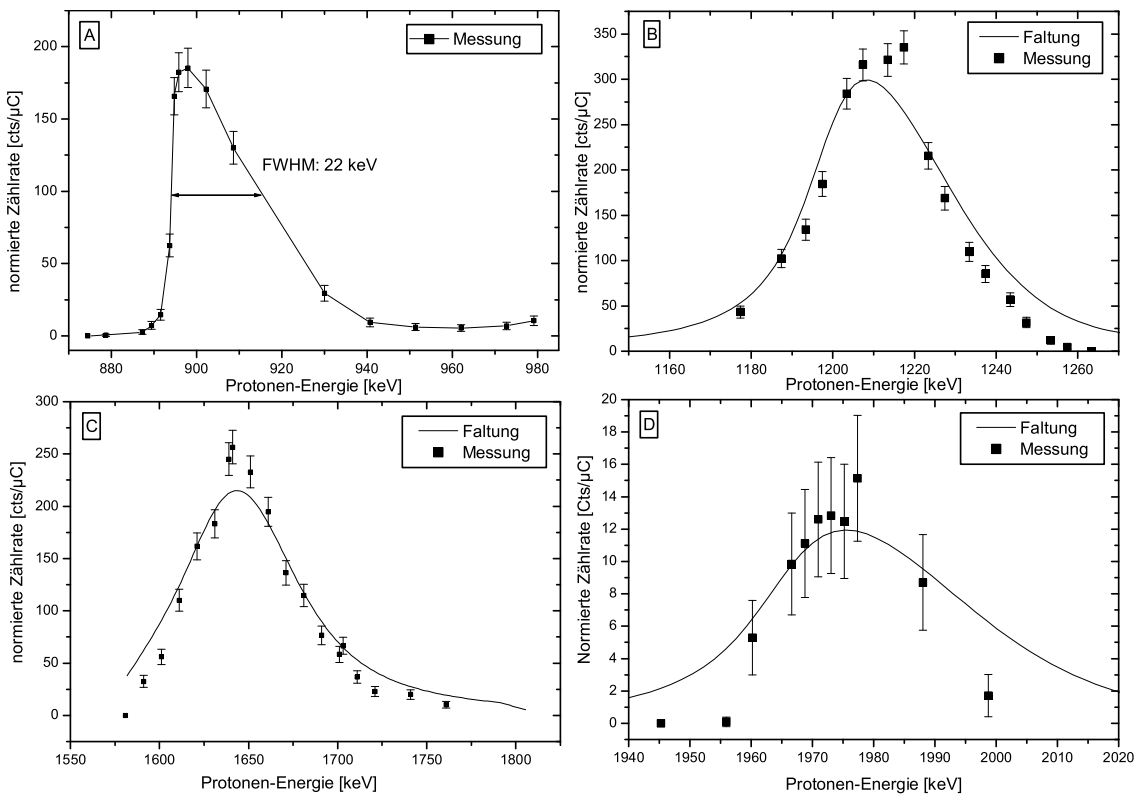 A
Messung
200
150
100
50
0
normierte Zählrate [cts/µC]
FWHM: 22 keV
880 900 920 940 960 980
Protonen-Energie [keV]
B
Faltung
Messung
350
300
250
200
150
100
50
0
normierte Zählrate [cts/µC]
1160 1180 1200 1220 1240 1260
Protonen-Energie [keV]
C
Faltung
Messung
300
250
200
150
100
50
0
normierte Zählrate [cts/µC]
1550 1600 1650 1700 1750 1800
Protonen-Energie [keV]
D
Faltung
Messung
20
18
16
14
12
10
8
6
4
2
0
Normierte Zählrate [Cts/µC]
1940 1950 1960 1970 1980 1990 2000 2010 2020
Protonen-Energie [keV]